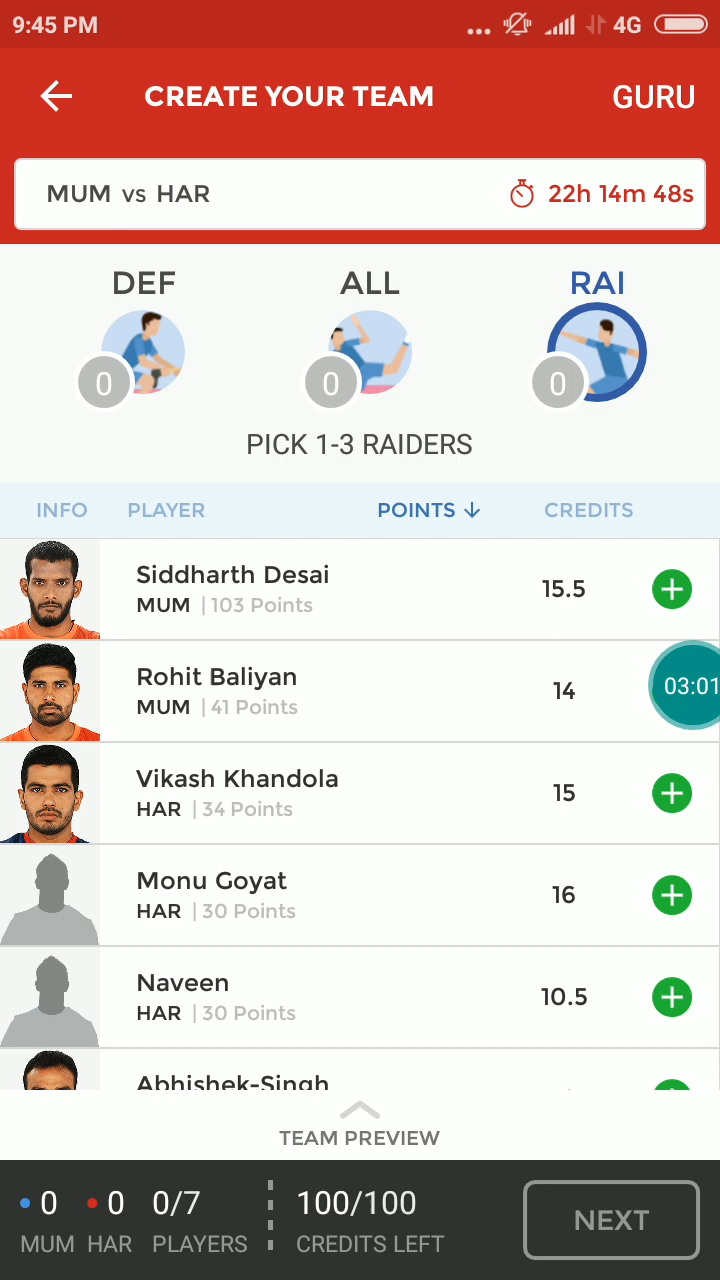 9:45 PM 4G
CREATE YOUR TEAM GURU
MUM vs HAR 22h 14m 48s
DEF ALL RAI
0 0 0
PICK 1-3 RAIDERS
INFO PLAYER POINTS ↓ CREDITS
Siddharth Desai
MUM | 103 Points 15.5
Rohit Baliyan
MUM | 41 Points 14
03:01
Vikash Khandola
HAR | 34 Points 15
Monu Goyat
HAR | 30 Points 16
Naveen
HAR | 30 Points 10.5
Abhishek-Singh
TEAM PREVIEW
0 0 0/7 100/100
MUM HAR PLAYERS CREDITS LEFT
NEXT